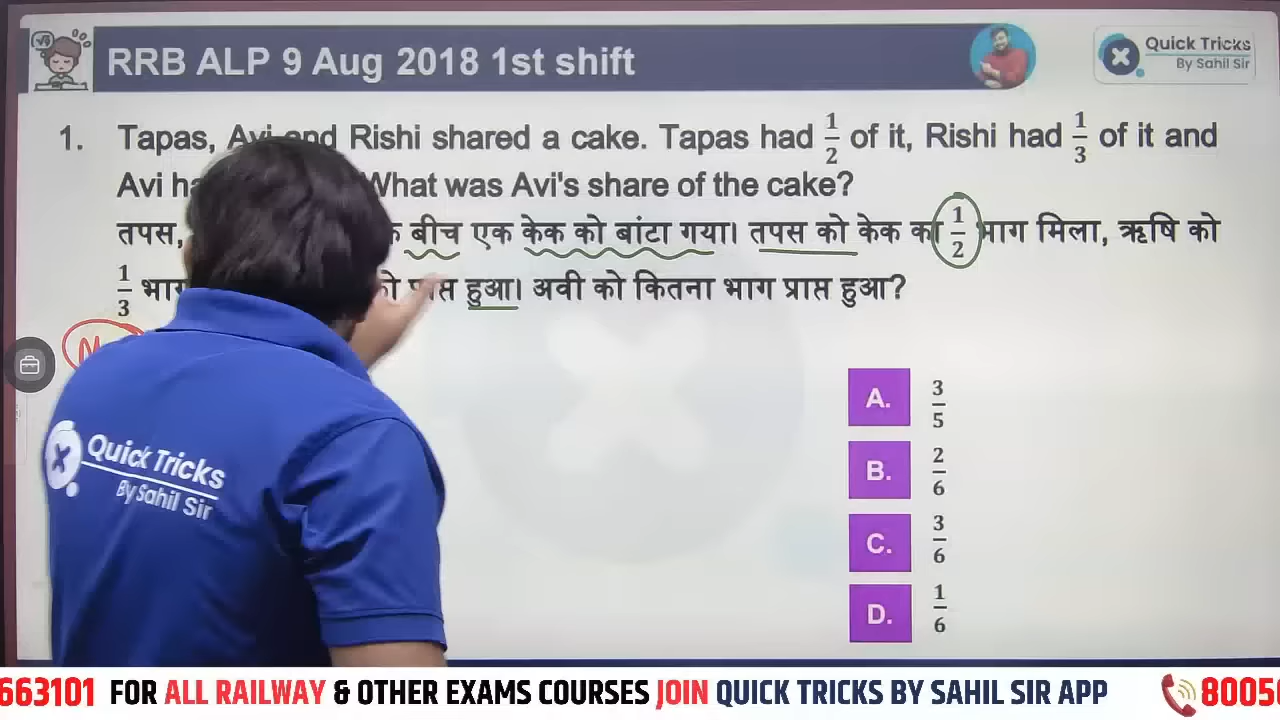 RRB ALP 9 Aug 2018 1st shift
Quick Tricks
By Sahil Sir
1. Tapas, Avi and Rishi shared a cake. Tapas had 1/2 of it, Rishi had 1/3 of it and
Avi What was Avi's share of the cake?
तपस, बीच एक केक को बांटा गया। तपस को केक का 1/2 भाग मिला, ऋषि को
1/3 हुआ। अवी को कितना भाग प्राप्त हुआ?
A. 3/5
B. 2/6
C. 3/6
D. 1/6
Quick Tricks
By Sahil Sir
663101 FOR ALL RAILWAY & OTHER EXAMS COURSES JOIN QUICK TRICKS BY SAHIL SIR APP